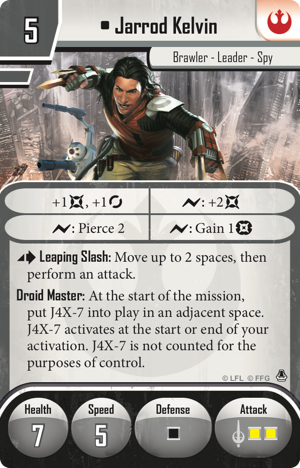 5
Jarrod Kelvin
Brawler - Leader - Spy
+1, +1
: +2
: Pierce 2
: Gain 1
Leaping Slash: Move up to 2 spaces, then
perform an attack.
Droid Master: At the start of the mission,
put J4X-7 into play in an adjacent space.
J4X-7 activates at the start or end of your
activation. J4X-7 is not counted for the
purposes of control.
© LFL © FFG
Health
Speed
Defense
Attack
7
5